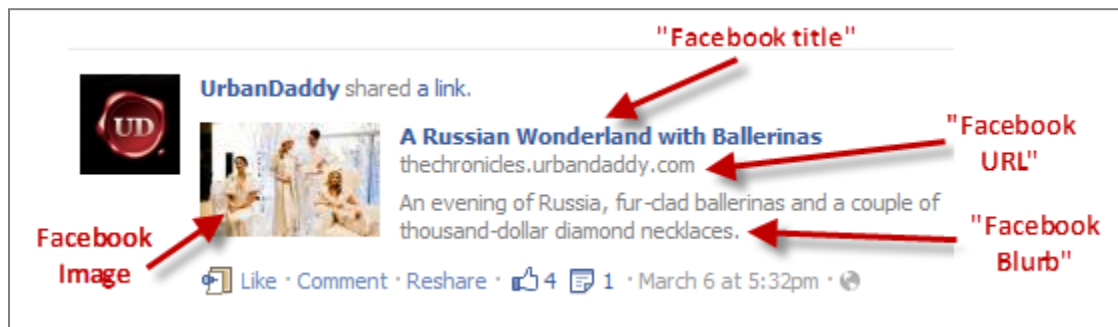 "Facebook title"
UD
UrbanDaddy shared a link.
A Russian Wonderland with Ballerinas
thechronicles.urbandaddy.com
"Facebook
URL"
An evening of Russia, fur-clad ballerinas and a couple of
thousand-dollar diamond necklaces.
Facebook
Image
"Facebook
Blurb"
Like · Comment · Reshare · 4 1 · March 6 at 5:32pm ·